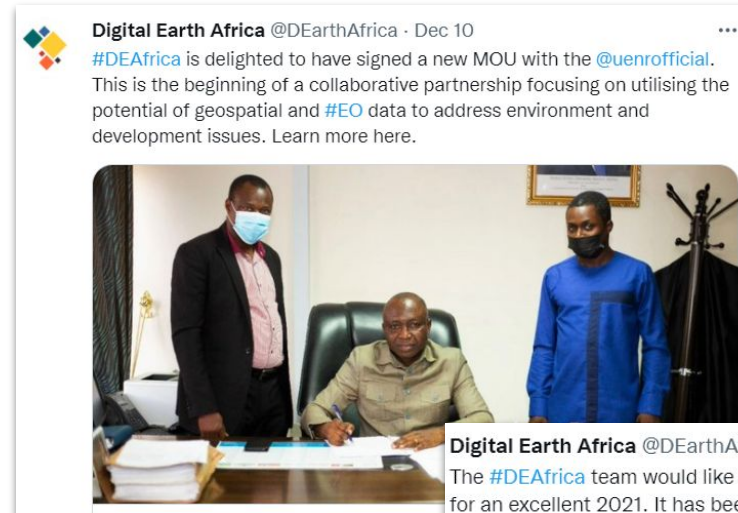 Digital Earth Africa @DEarthAfrica · Dec 10
#DEAfrica is delighted to have signed a new MOU with the @uenrofficial.
This is the beginning of a collaborative partnership focusing on utilising the
potential of geospatial and #EO data to address environment and
development issues. Learn more here.
Digital Earth Africa @DEarthA
The #DEAfrica team would like
for an excellent 2021. It has bee